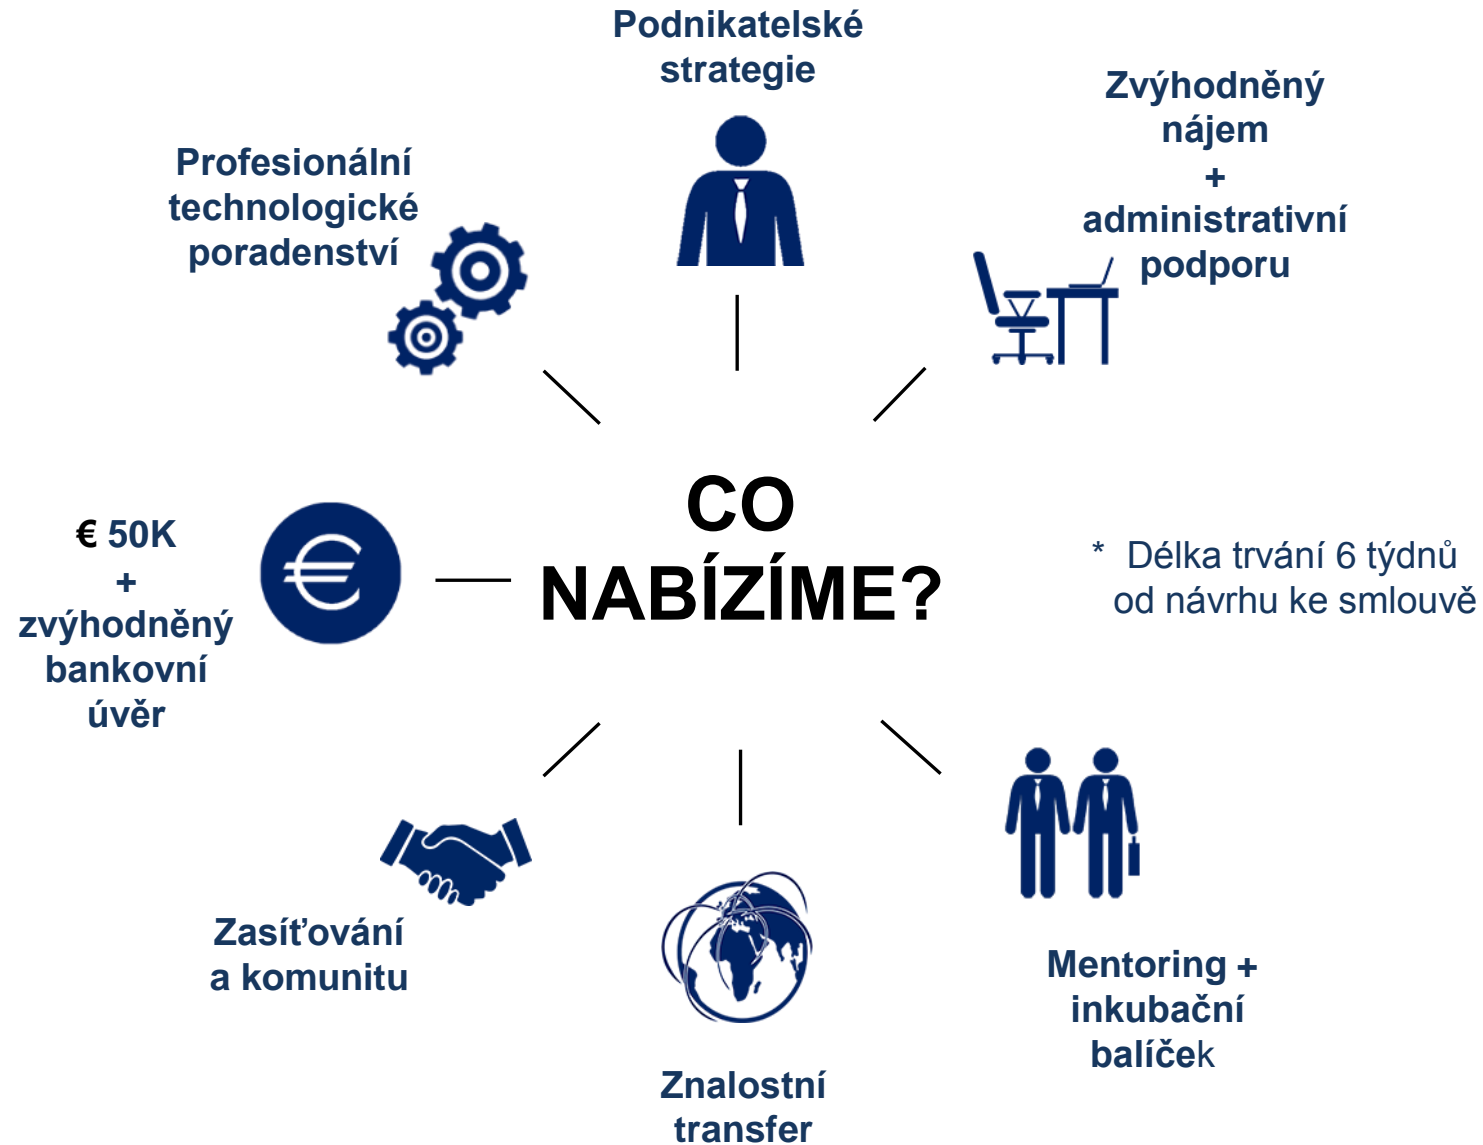 Podnikatelské
strategie
Zvýhodněný
nájem
+
administrativní
podporu
Profesionální
technologické
poradenství
CO
NABÍZÍME?
€ 50K
+
zvýhodněný
bankovní
úvěr
* Délka trvání 6 týdnů
od návrhu ke smlouvě
Zasíťování
a komunitu
Mentoring +
inkubační
balíček
Znalostní
transfer